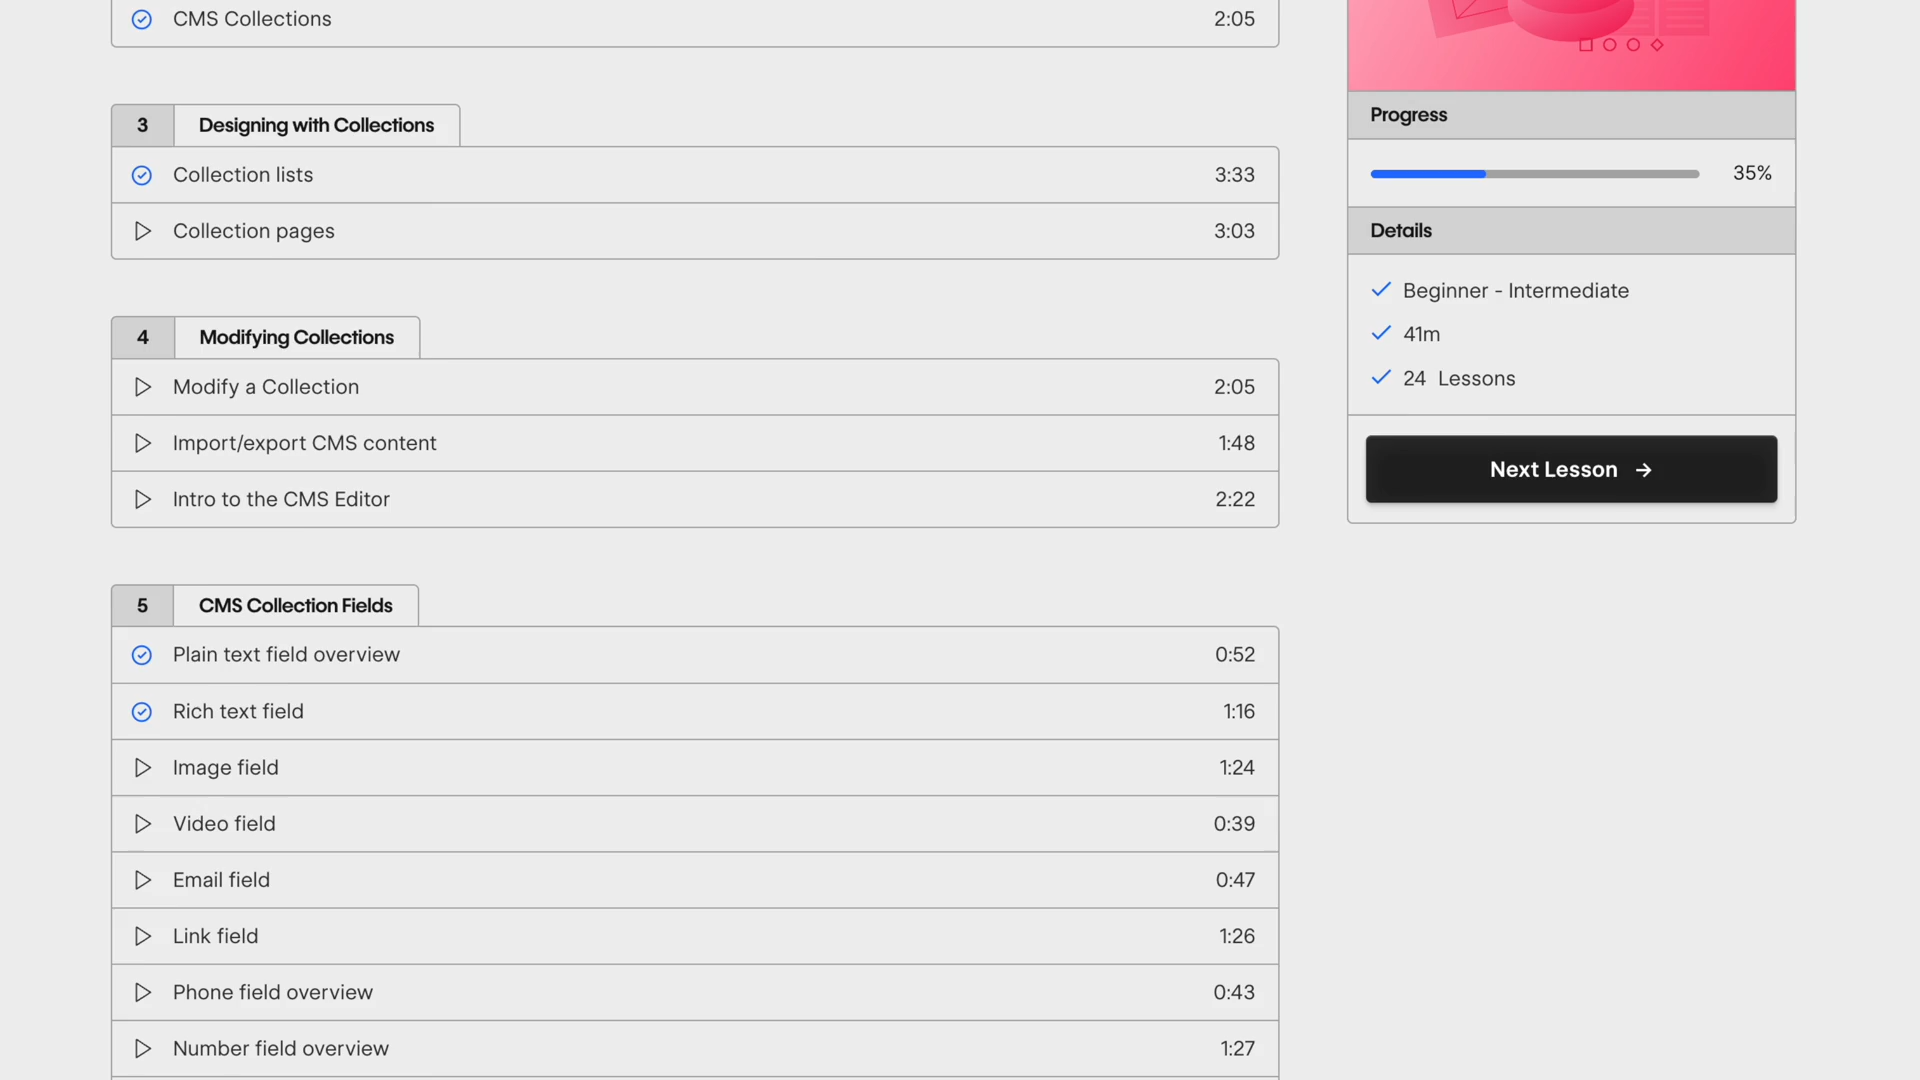 CMS Collections 2:05
3 Designing with Collections
Collection lists 3:33
Collection pages 3:03
4 Modifying Collections
Modify a Collection 2:05
Import/export CMS content 1:48
Intro to the CMS Editor 2:22
5 CMS Collection Fields
Plain text field overview 0:52
Rich text field 1:16
Image field 1:24
Video field 0:39
Email field 0:47
Link field 1:26
Phone field overview 0:43
Number field overview 1:27
Progress
35%
Details
Beginner - Intermediate
41m
24 Lessons
Next Lesson →